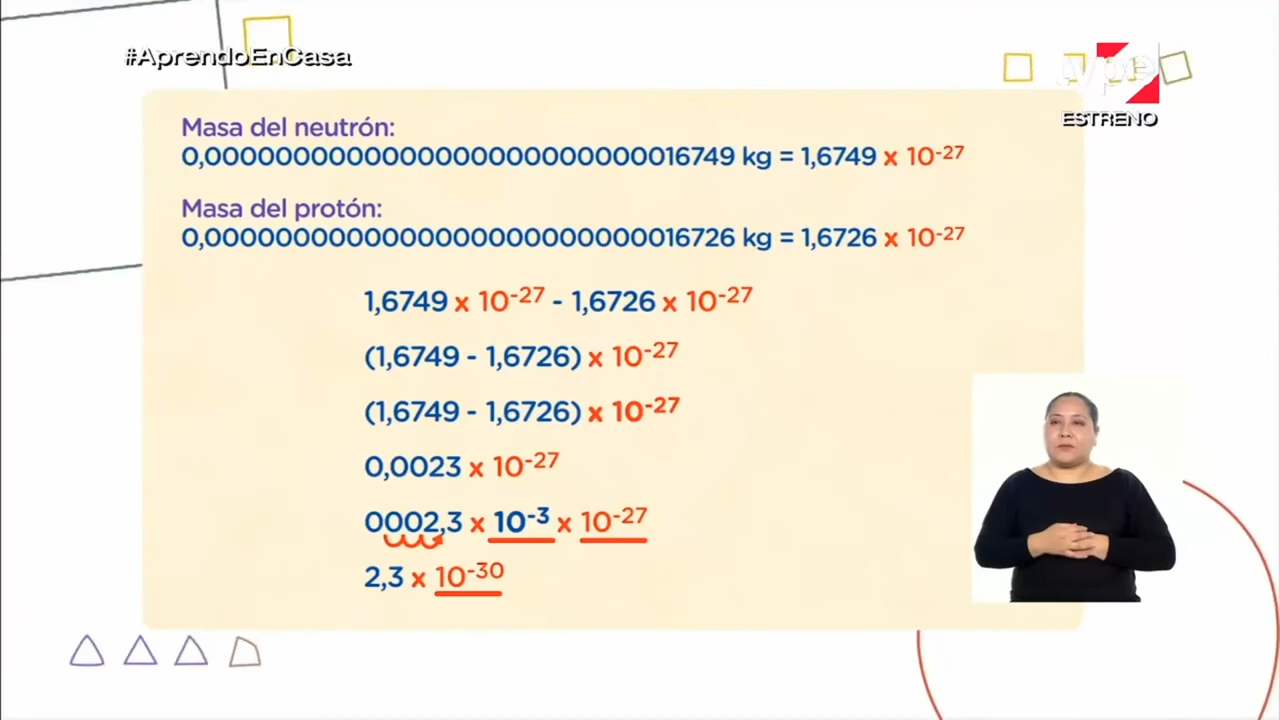 #AprendoEnCasa
tvpe
ESTRENO
Masa del neutrón:
0,0000000000000000000000000016749 kg = 1,6749 x 10⁻²⁷
Masa del protón:
0,0000000000000000000000000016726 kg = 1,6726 x 10⁻²⁷
1,6749 x 10⁻²⁷ - 1,6726 x 10⁻²⁷
(1,6749 - 1,6726) x 10⁻²⁷
(1,6749 - 1,6726) x 10⁻²⁷
0,0023 x 10⁻²⁷
0002,3 x 10⁻³ x 10⁻²⁷
2,3 x 10⁻³⁰